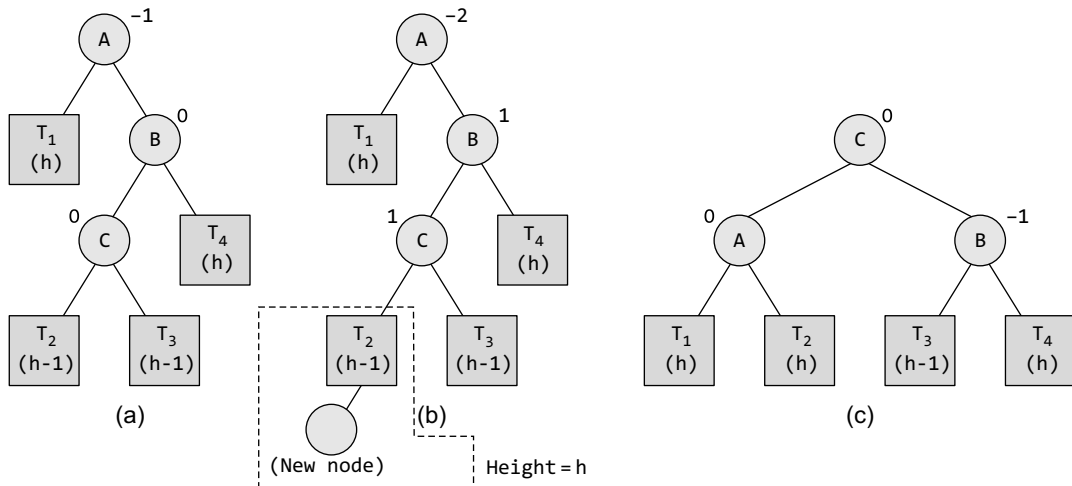 A −1
T₁
(h)
B 0
C 0
T₄
(h)
T₂
(h-1)
T₃
(h-1)
(a)
A −2
T₁
(h)
B 1
C 1
T₄
(h)
T₂
(h-1)
T₃
(h-1)
(b)
(New node)
Height = h
C 0
A 0
B −1
T₁
(h)
T₂
(h)
T₃
(h-1)
T₄
(h)
(c)